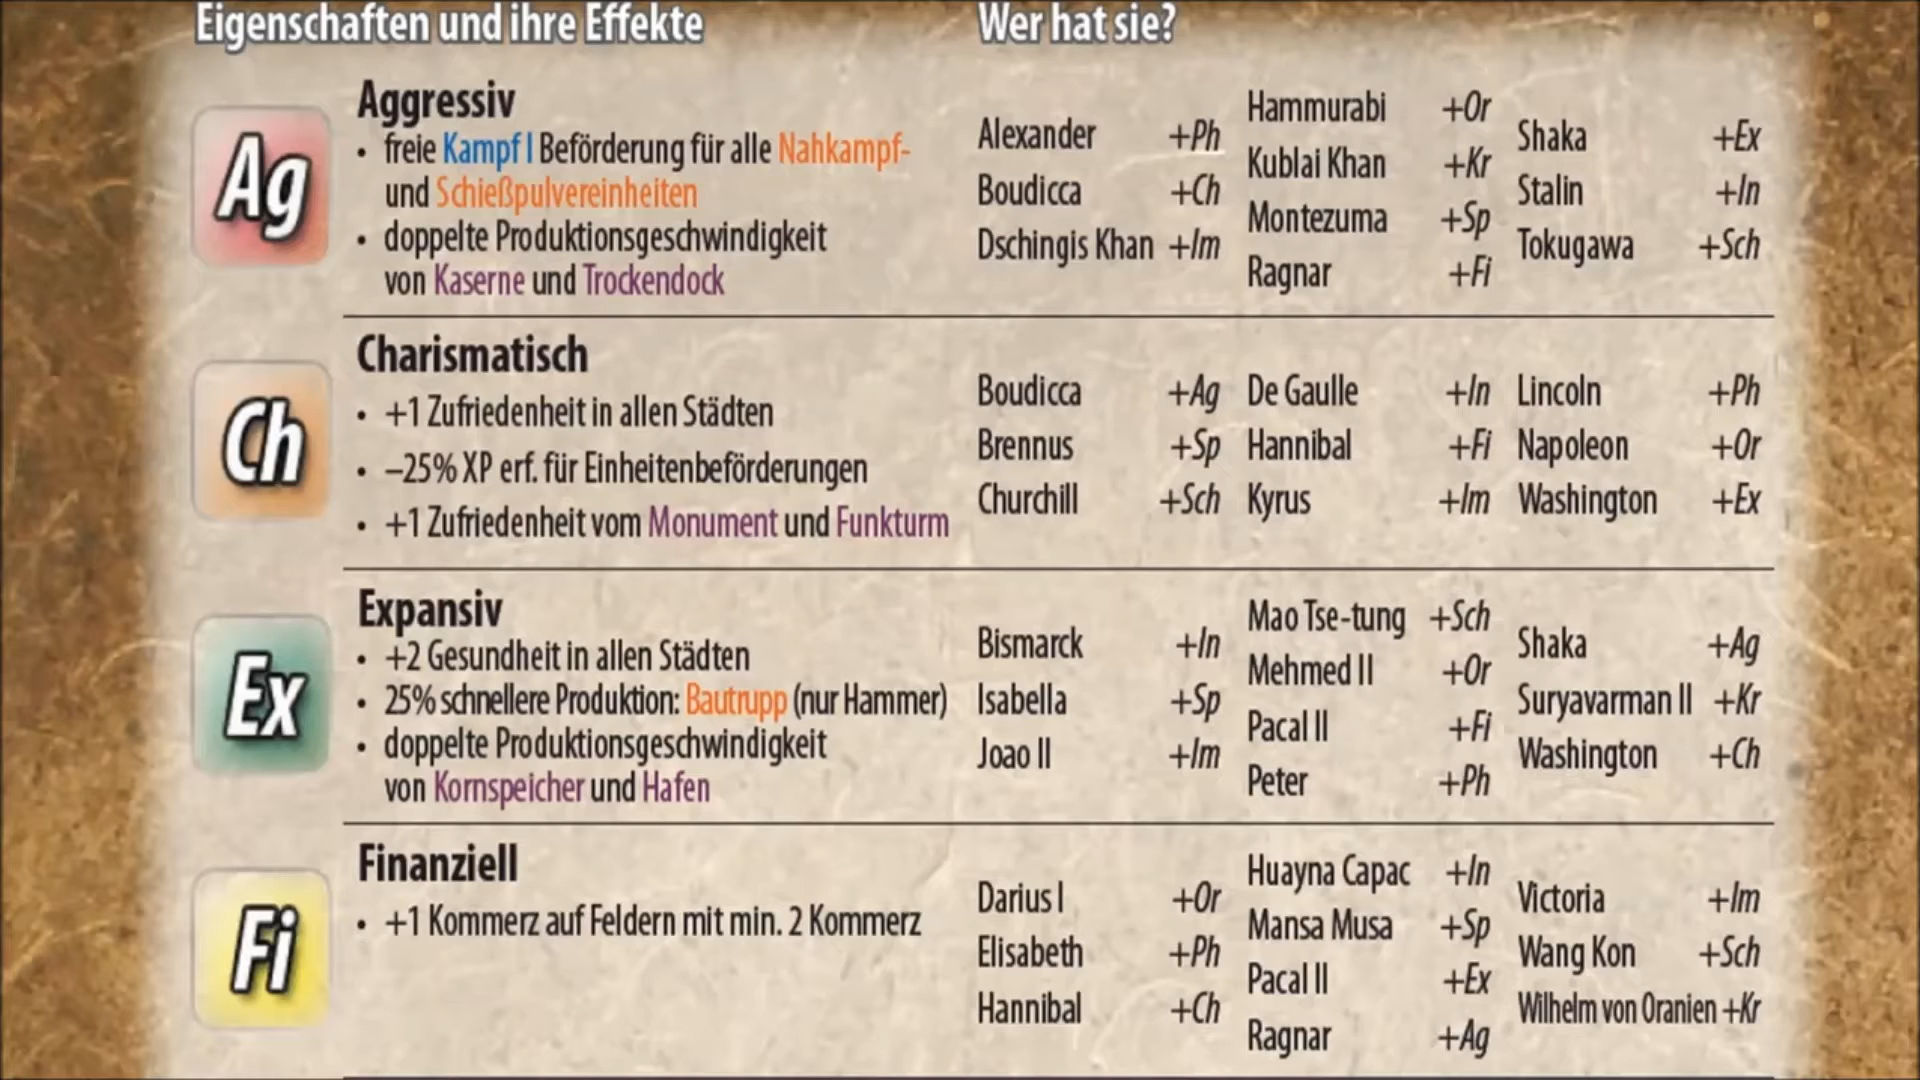 Eigenschaften und ihre Effekte
Wer hat sie?
Ag
Aggressiv
• freie Kampf I Beförderung für alle Nahkampf-
und Schießpulvereinheiten
• doppelte Produktionsgeschwindigkeit
von Kaserne und Trockendock
Alexander +Ph
Boudicca +Ch
Dschingis Khan +Im
Hammurabi +Or
Kublai Khan +Kr
Montezuma +Sp
Ragnar +Fi
Shaka +Ex
Stalin +In
Tokugawa +Sch
Ch
Charismatisch
• +1 Zufriedenheit in allen Städten
• –25% XP erf. für Einheitenbeförderungen
• +1 Zufriedenheit vom Monument und Funkturm
Boudicca +Ag
Brennus +Sp
Churchill +Sch
De Gaulle +In
Hannibal +Fi
Kyrus +Im
Lincoln +Ph
Napoleon +Or
Washington +Ex
Ex
Expansiv
• +2 Gesundheit in allen Städten
• 25% schnellere Produktion: Bautrupp (nur Hammer)
• doppelte Produktionsgeschwindigkeit
von Kornspeicher und Hafen
Bismarck +In
Isabella +Sp
Joao II +Im
Mao Tse-tung +Sch
Mehmed II +Or
Pacal II +Fi
Peter +Ph
Shaka +Ag
Suryavarman II +Kr
Washington +Ch
Fi
Finanziell
• +1 Kommerz auf Feldern mit min. 2 Kommerz
Darius I +Or
Elisabeth +Ph
Hannibal +Ch
Huayna Capac +In
Mansa Musa +Sp
Pacal II +Ex
Ragnar +Ag
Victoria +Im
Wang Kon +Sch
Wilhelm von Oranien +Kr